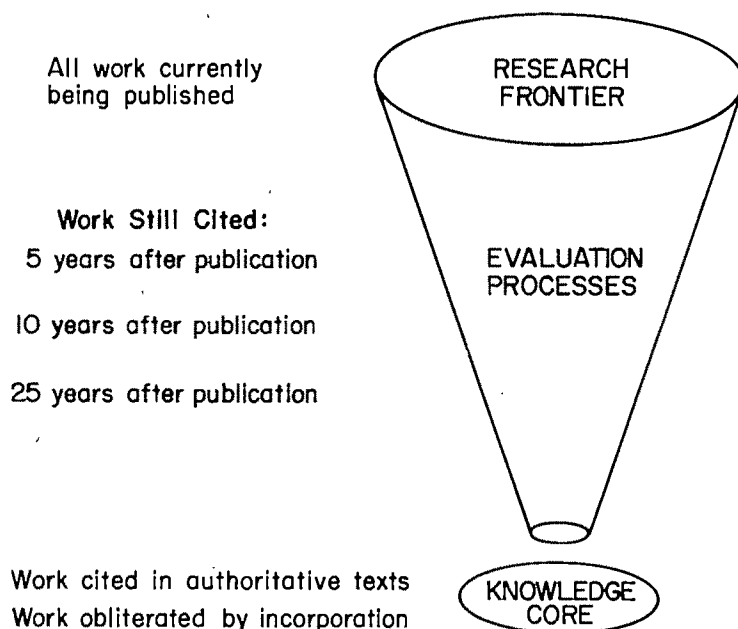 All work currently
being published
RESEARCH
FRONTIER
Work Still Cited:
5 years after publication
10 years after publication
25 years after publication
EVALUATION
PROCESSES
Work cited in authoritative texts
Work obliterated by incorporation
KNOWLEDGE
CORE